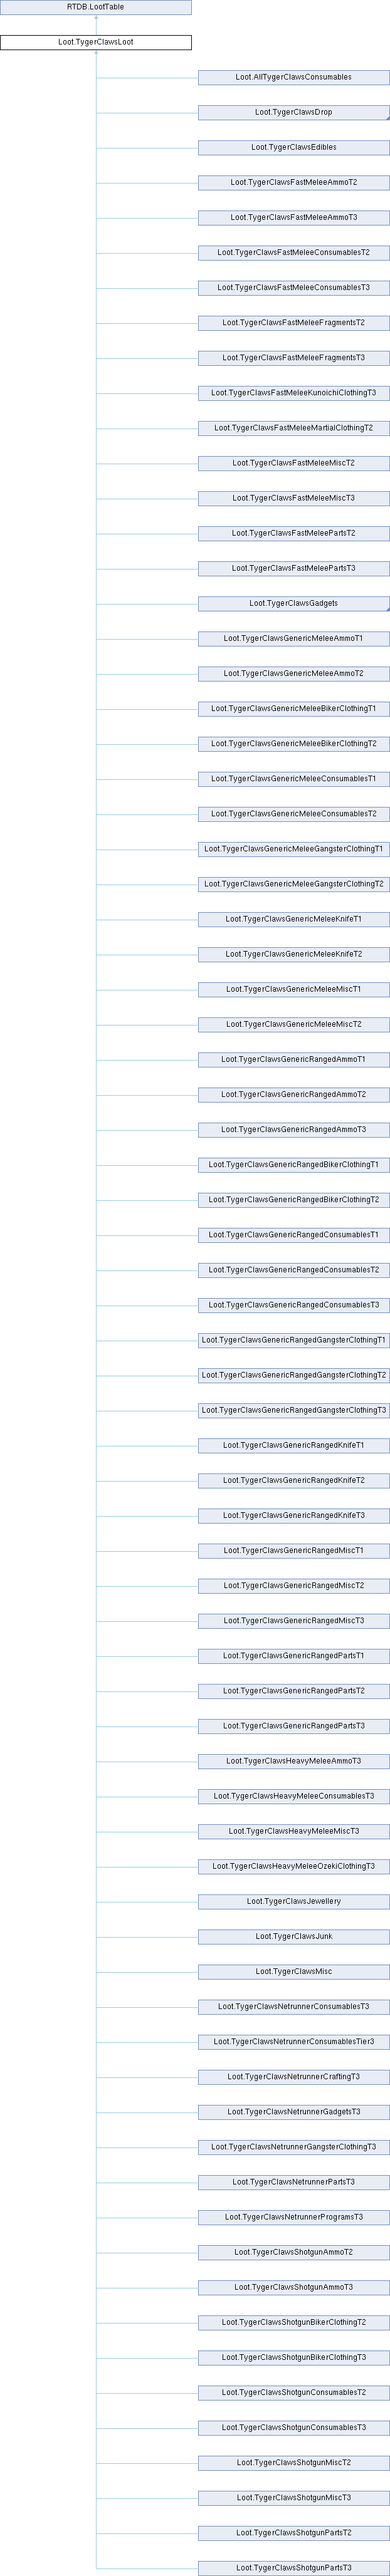 RTDB.LootTable
Loot.TygerClawsLoot
Loot.AllTygerClawsConsumables
Loot.TygerClawsDrop
Loot.TygerClawsEdibles
Loot.TygerClawsFastMeleeAmmoT2
Loot.TygerClawsFastMeleeAmmoT3
Loot.TygerClawsFastMeleeConsumablesT2
Loot.TygerClawsFastMeleeConsumablesT3
Loot.TygerClawsFastMeleeFragmentsT2
Loot.TygerClawsFastMeleeFragmentsT3
Loot.TygerClawsFastMeleeKunoichiClothingT3
Loot.TygerClawsFastMeleeMartialClothingT2
Loot.TygerClawsFastMeleeMiscT2
Loot.TygerClawsFastMeleeMiscT3
Loot.TygerClawsFastMeleePartsT2
Loot.TygerClawsFastMeleePartsT3
Loot.TygerClawsGadgets
Loot.TygerClawsGenericMeleeAmmoT1
Loot.TygerClawsGenericMeleeAmmoT2
Loot.TygerClawsGenericMeleeBikerClothingT1
Loot.TygerClawsGenericMeleeBikerClothingT2
Loot.TygerClawsGenericMeleeConsumablesT1
Loot.TygerClawsGenericMeleeConsumablesT2
Loot.TygerClawsGenericMeleeGangsterClothingT1
Loot.TygerClawsGenericMeleeGangsterClothingT2
Loot.TygerClawsGenericMeleeKnifeT1
Loot.TygerClawsGenericMeleeKnifeT2
Loot.TygerClawsGenericMeleeMiscT1
Loot.TygerClawsGenericMeleeMiscT2
Loot.TygerClawsGenericRangedAmmoT1
Loot.TygerClawsGenericRangedAmmoT2
Loot.TygerClawsGenericRangedAmmoT3
Loot.TygerClawsGenericRangedBikerClothingT1
Loot.TygerClawsGenericRangedBikerClothingT2
Loot.TygerClawsGenericRangedConsumablesT1
Loot.TygerClawsGenericRangedConsumablesT2
Loot.TygerClawsGenericRangedConsumablesT3
Loot.TygerClawsGenericRangedGangsterClothingT1
Loot.TygerClawsGenericRangedGangsterClothingT2
Loot.TygerClawsGenericRangedGangsterClothingT3
Loot.TygerClawsGenericRangedKnifeT1
Loot.TygerClawsGenericRangedKnifeT2
Loot.TygerClawsGenericRangedKnifeT3
Loot.TygerClawsGenericRangedMiscT1
Loot.TygerClawsGenericRangedMiscT2
Loot.TygerClawsGenericRangedMiscT3
Loot.TygerClawsGenericRangedPartsT1
Loot.TygerClawsGenericRangedPartsT2
Loot.TygerClawsGenericRangedPartsT3
Loot.TygerClawsHeavyMeleeAmmoT3
Loot.TygerClawsHeavyMeleeConsumablesT3
Loot.TygerClawsHeavyMeleeMiscT3
Loot.TygerClawsHeavyMeleeOzekiClothingT3
Loot.TygerClawsJewellery
Loot.TygerClawsJunk
Loot.TygerClawsMisc
Loot.TygerClawsNetrunnerConsumablesT3
Loot.TygerClawsNetrunnerConsumablesTier3
Loot.TygerClawsNetrunnerCraftingT3
Loot.TygerClawsNetrunnerGadgetsT3
Loot.TygerClawsNetrunnerGangsterClothingT3
Loot.TygerClawsNetrunnerPartsT3
Loot.TygerClawsNetrunnerProgramsT3
Loot.TygerClawsShotgunAmmoT2
Loot.TygerClawsShotgunAmmoT3
Loot.TygerClawsShotgunBikerClothingT2
Loot.TygerClawsShotgunBikerClothingT3
Loot.TygerClawsShotgunConsumablesT2
Loot.TygerClawsShotgunConsumablesT3
Loot.TygerClawsShotgunMiscT2
Loot.TygerClawsShotgunMiscT3
Loot.TygerClawsShotgunPartsT2
Loot.TygerClawsShotgunPartsT3